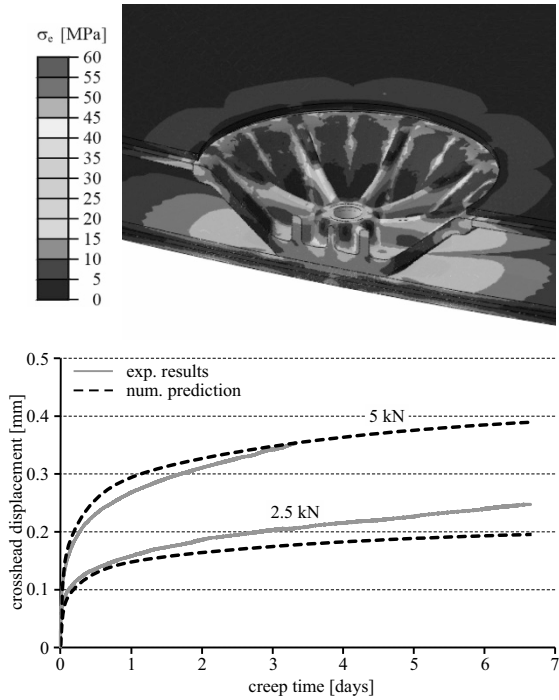 σe [MPa]
60
55
50
45
40
35
30
25
20
15
10
5
0
0.5
exp. results
num. prediction
5 kN
0.4
0.3
2.5 kN
0.2
0.1
0
crosshead displacement [mm]
0 1 2 3 4 5 6 7
creep time [days]